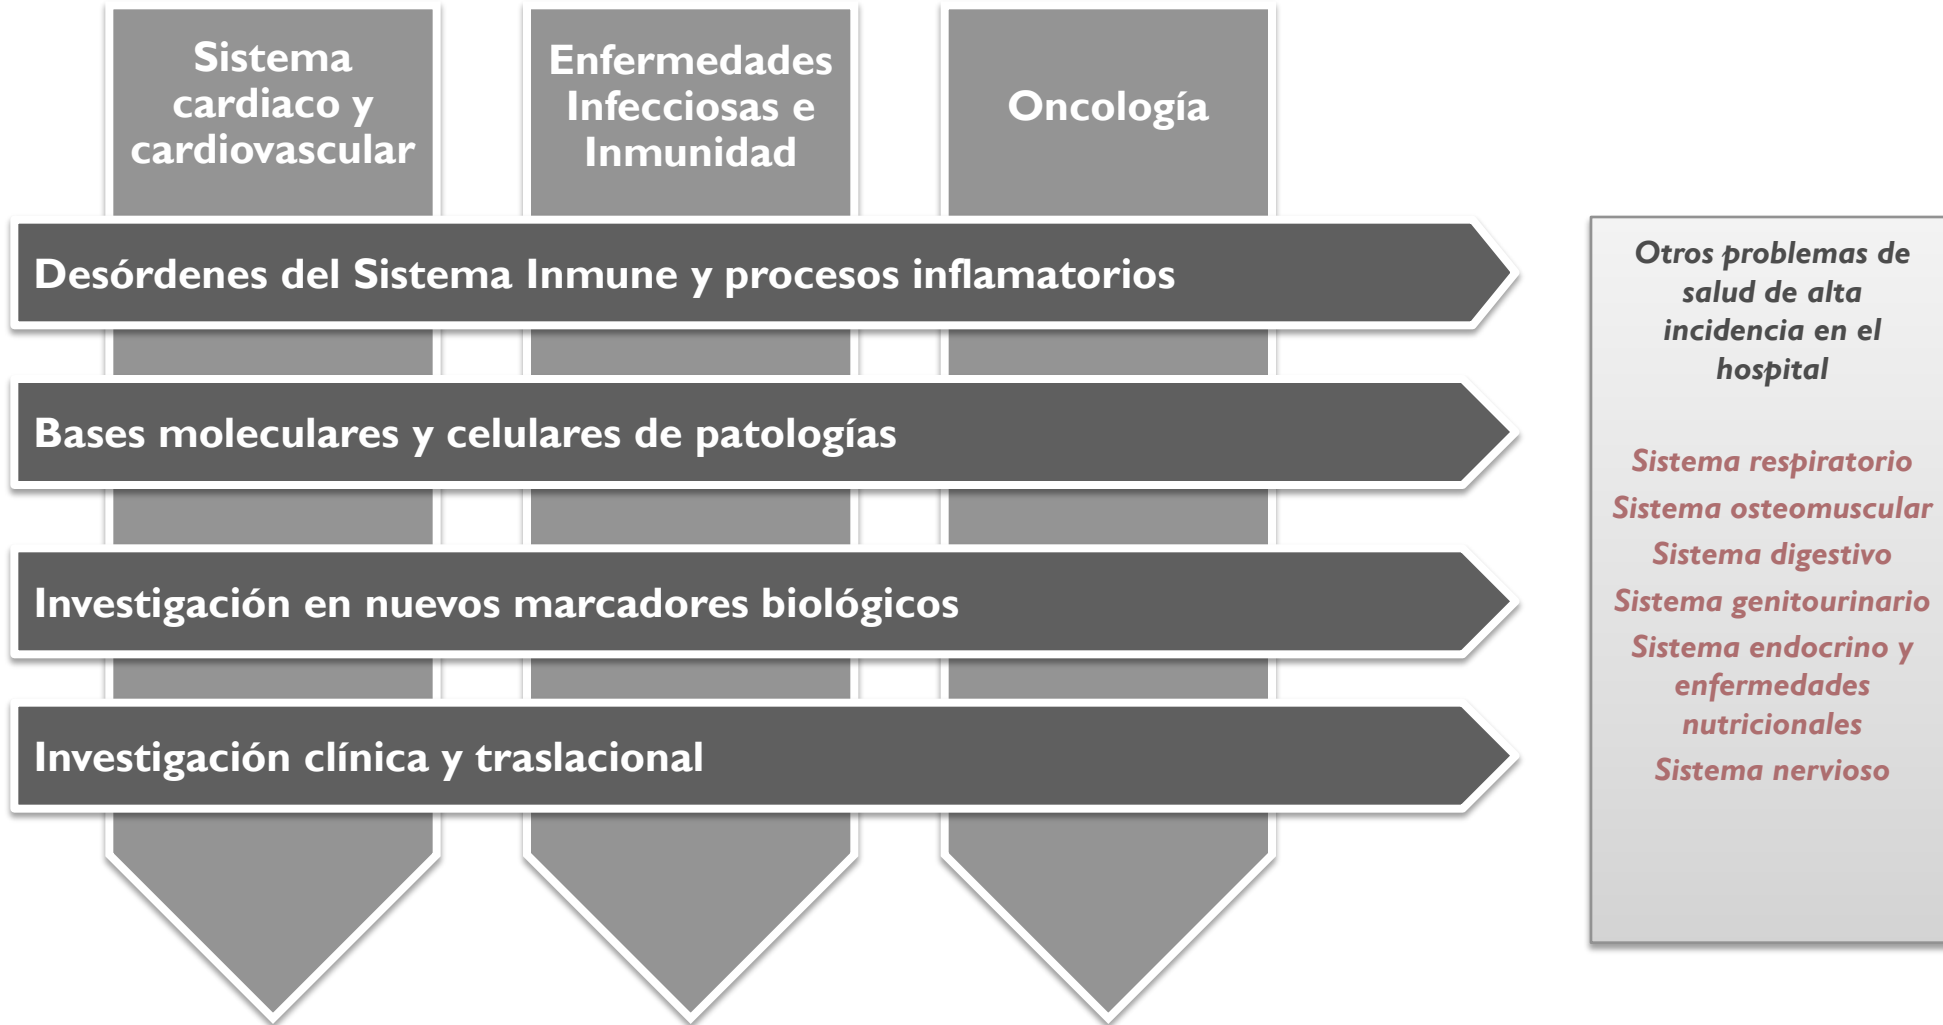 Sistema
cardiaco y
cardiovascular
Enfermedades
Infecciosas e
Inmunidad
Oncología
Desórdenes del Sistema Inmune y procesos inflamatorios
Bases moleculares y celulares de patologías
Investigación en nuevos marcadores biológicos
Investigación clínica y traslacional
Otros problemas de
salud de alta
incidencia en el
hospital
Sistema respiratorio
Sistema osteomuscular
Sistema digestivo
Sistema genitourinario
Sistema endocrino y
enfermedades
nutricionales
Sistema nervioso